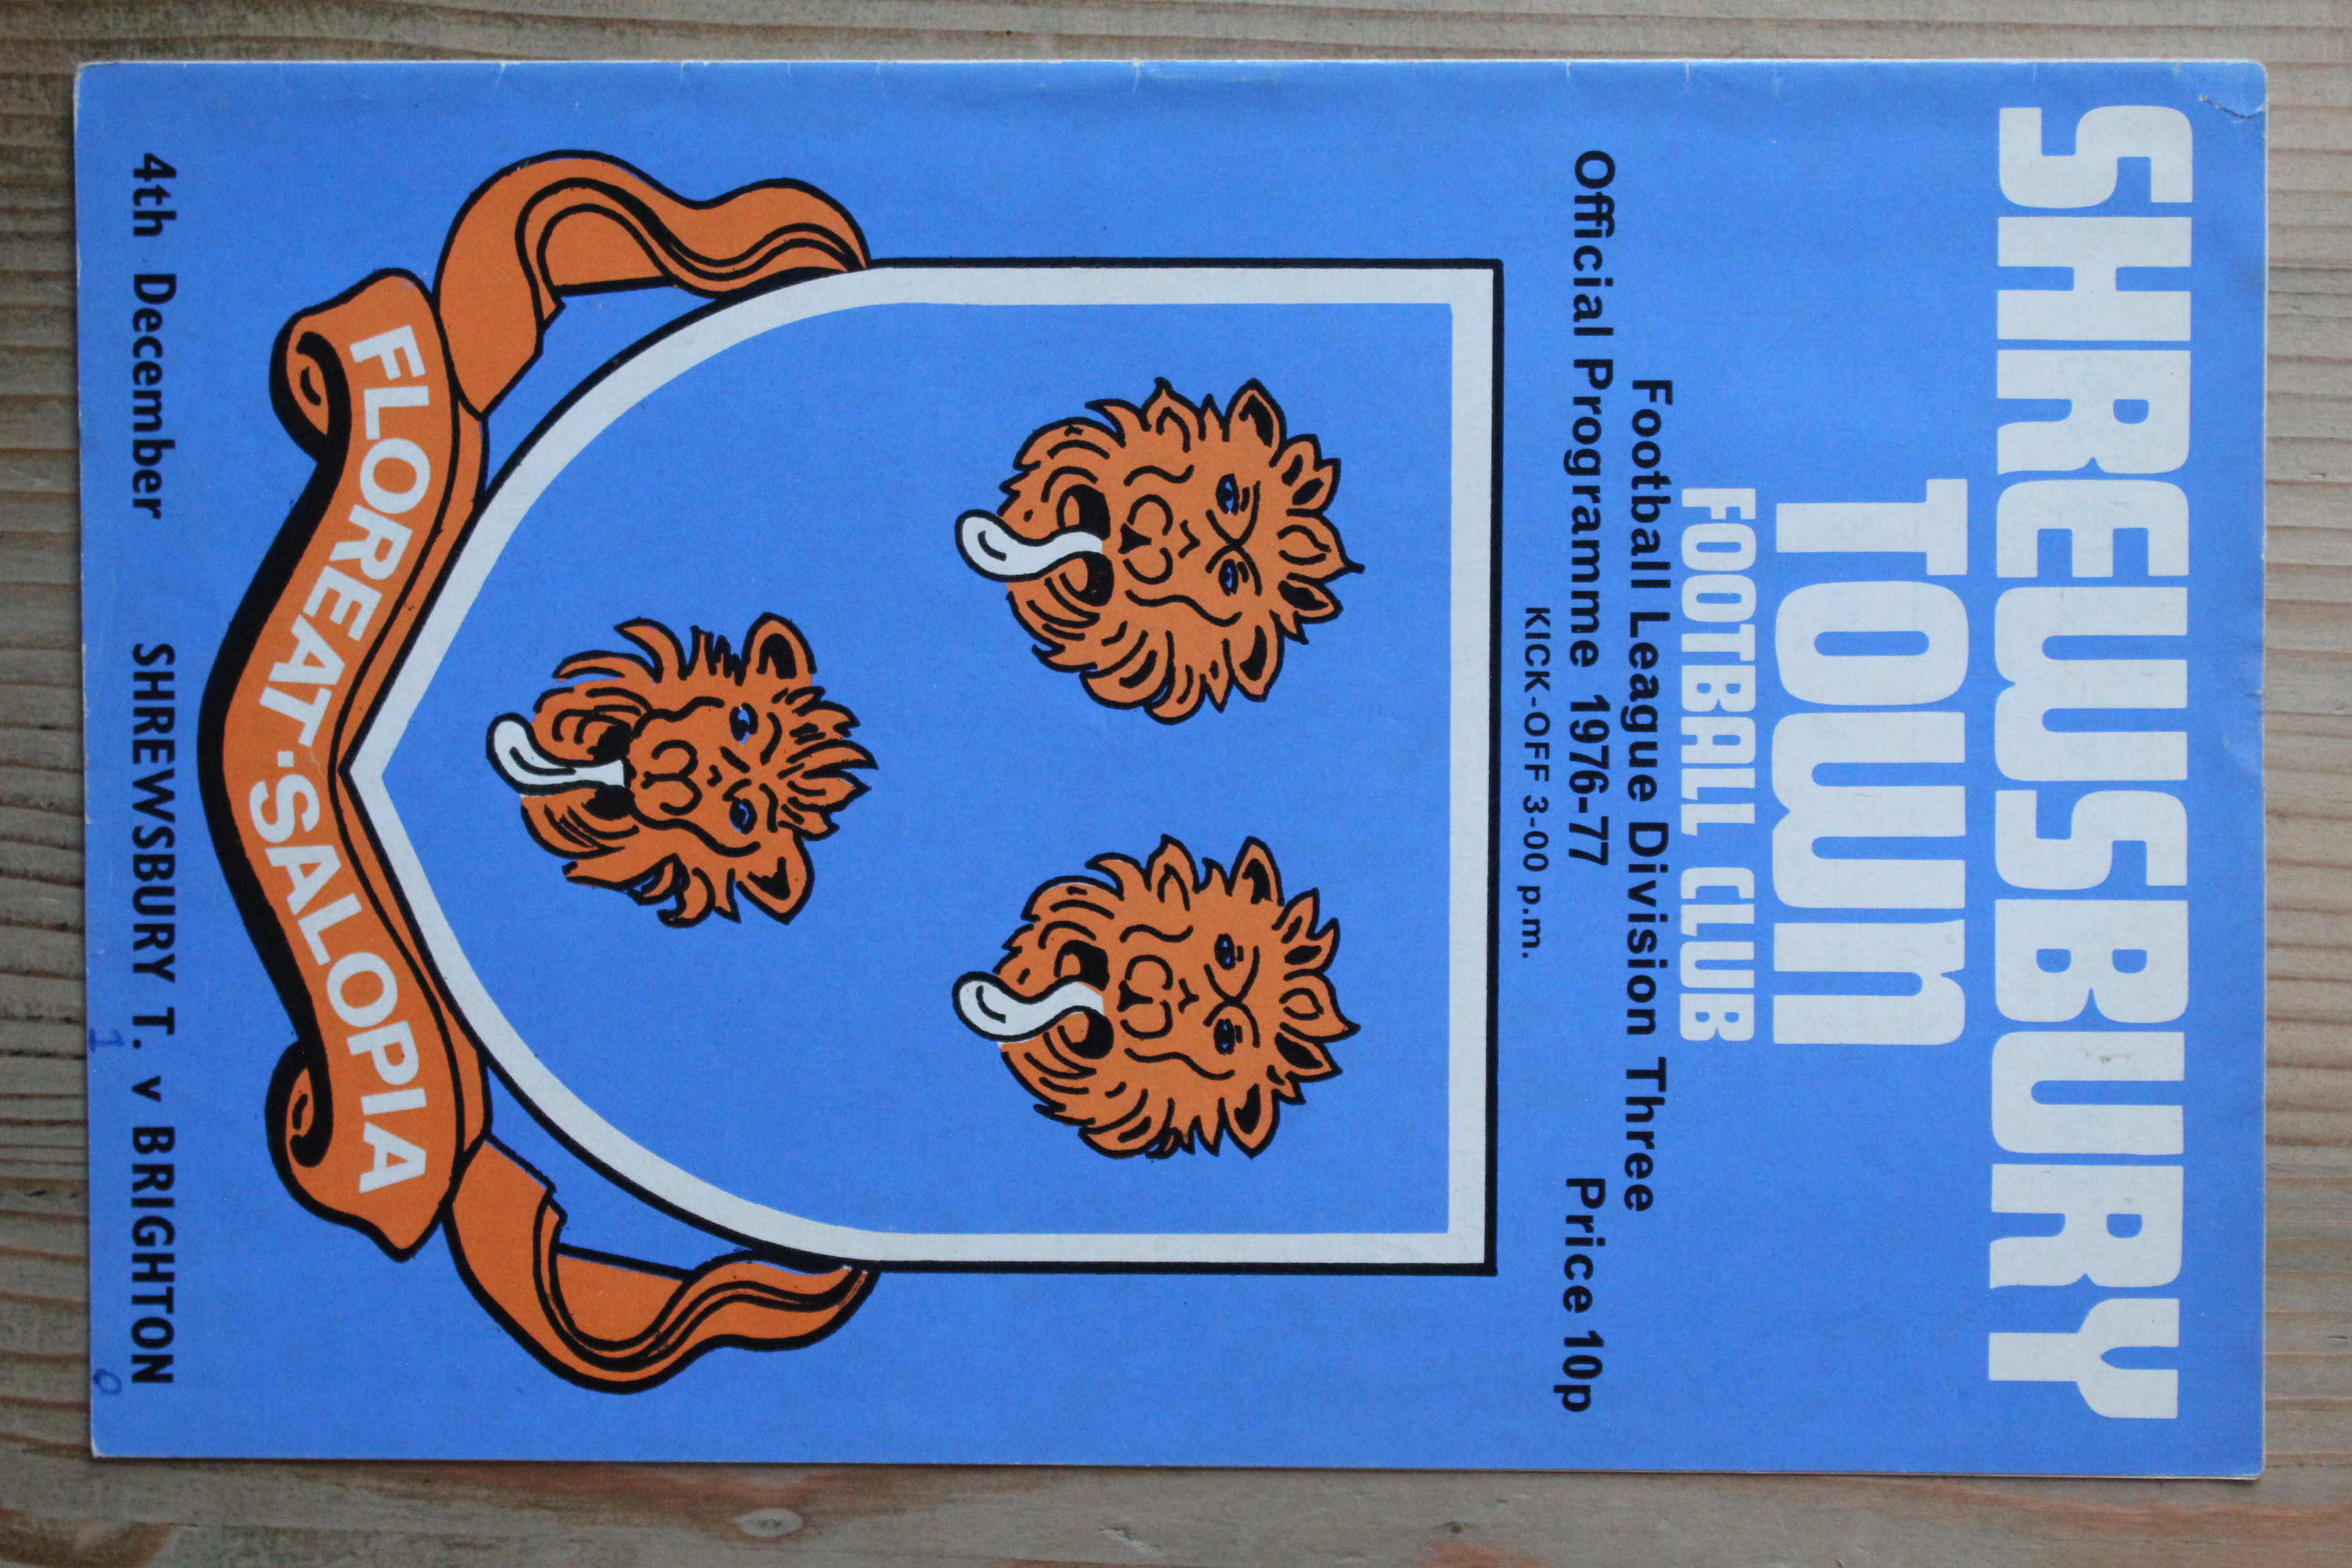 SHREWSBURY
TOWN
FOOTBALL CLUB
Football League Division Three
Official Programme 1976-77 Price 10p
KICK-OFF 3-00 p.m.
FLOREAT · SALOPIA
4th December SHREWSBURY T. v BRIGHTON
1 0